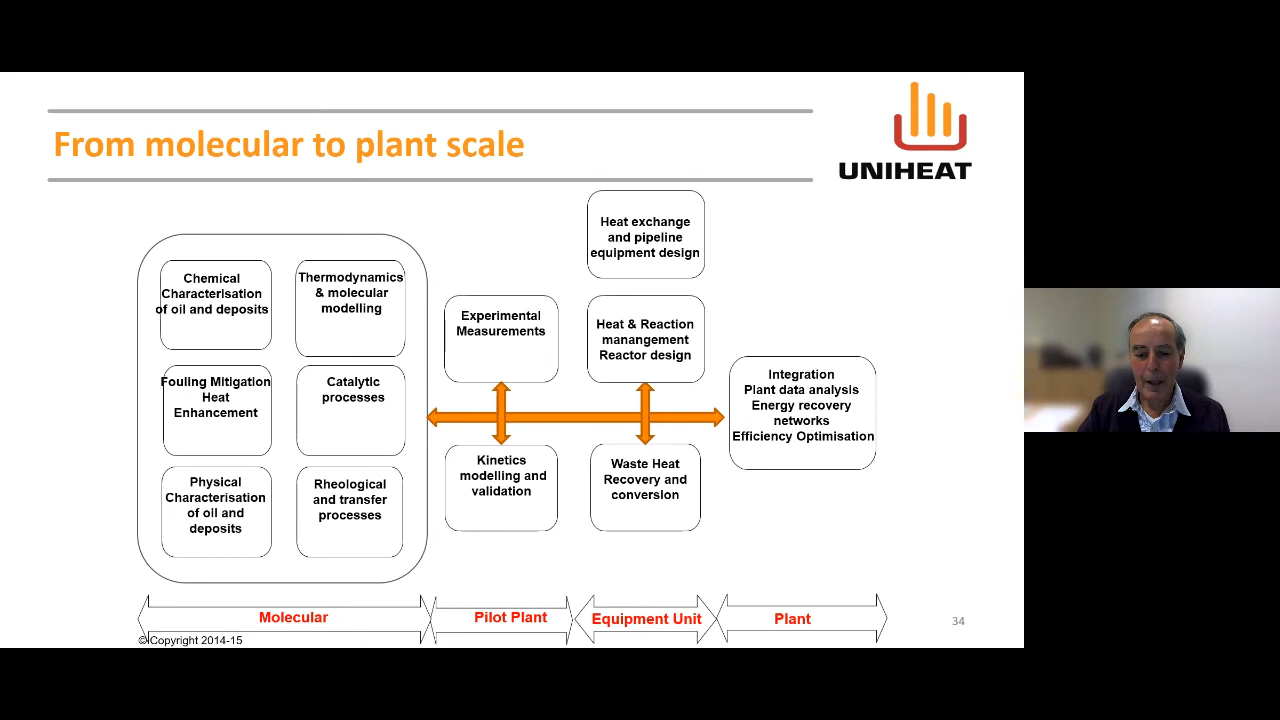 From molecular to plant scale
UNIHEAT
Chemical
Characterisation
of oil and deposits
Thermodynamics
& molecular
modelling
Fouling Mitigation
Heat
Enhancement
Catalytic
processes
Physical
Characterisation
of oil and
deposits
Rheological
and transfer
processes
Experimental
Measurements
Kinetics
modelling and
validation
Heat exchange
and pipeline
equipment design
Heat & Reaction
manangement
Reactor design
Waste Heat
Recovery and
conversion
Integration
Plant data analysis
Energy recovery
networks
Efficiency Optimisation
Molecular
Pilot Plant
Equipment Unit
Plant
© Copyright 2014-15
34